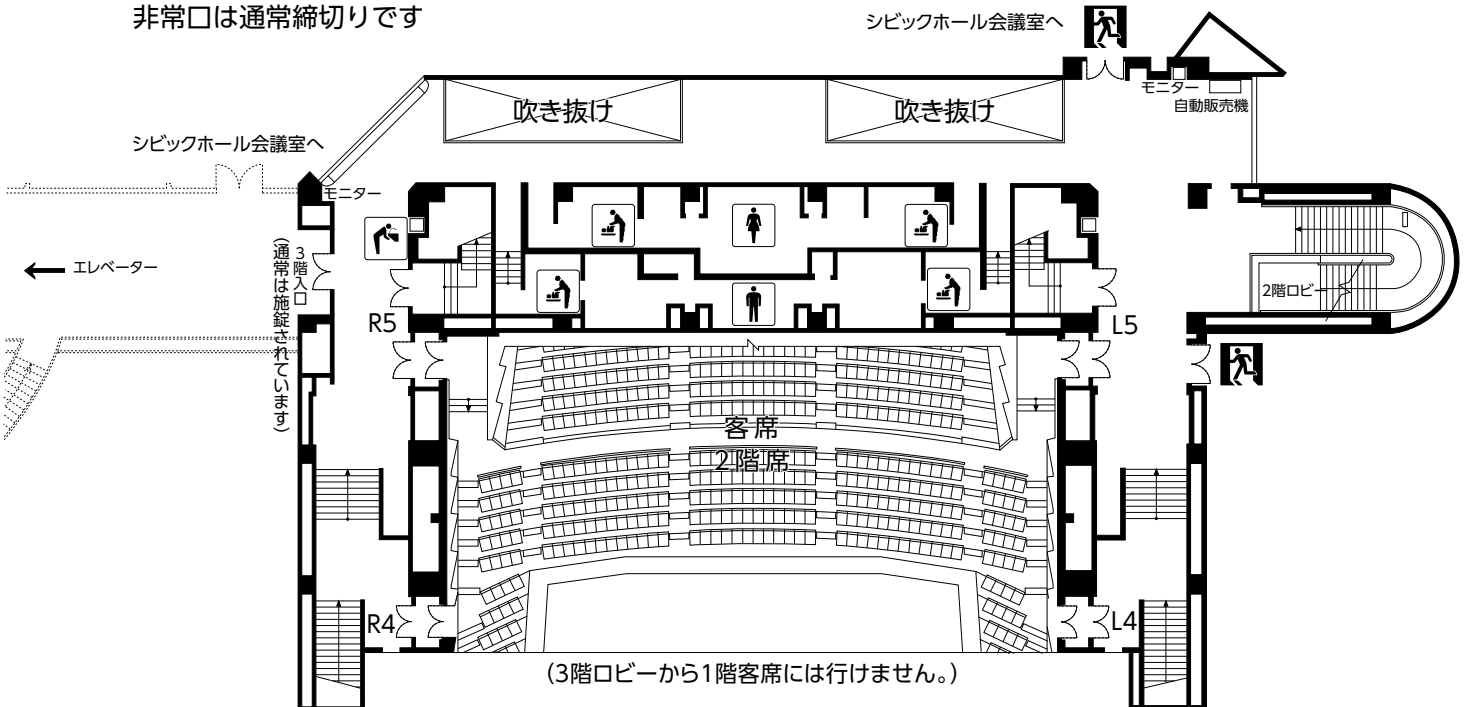 非常口は通常締切りです
シビックホール会議室へ
モニター
自動販売機
吹き抜け
吹き抜け
シビックホール会議室へ
モニター
エレベーター
3階入口
（通常は施錠されています）
2階ロビー
R5
L5
客席
2階席
R4
L4
（3階ロビーから1階客席には行けません。）